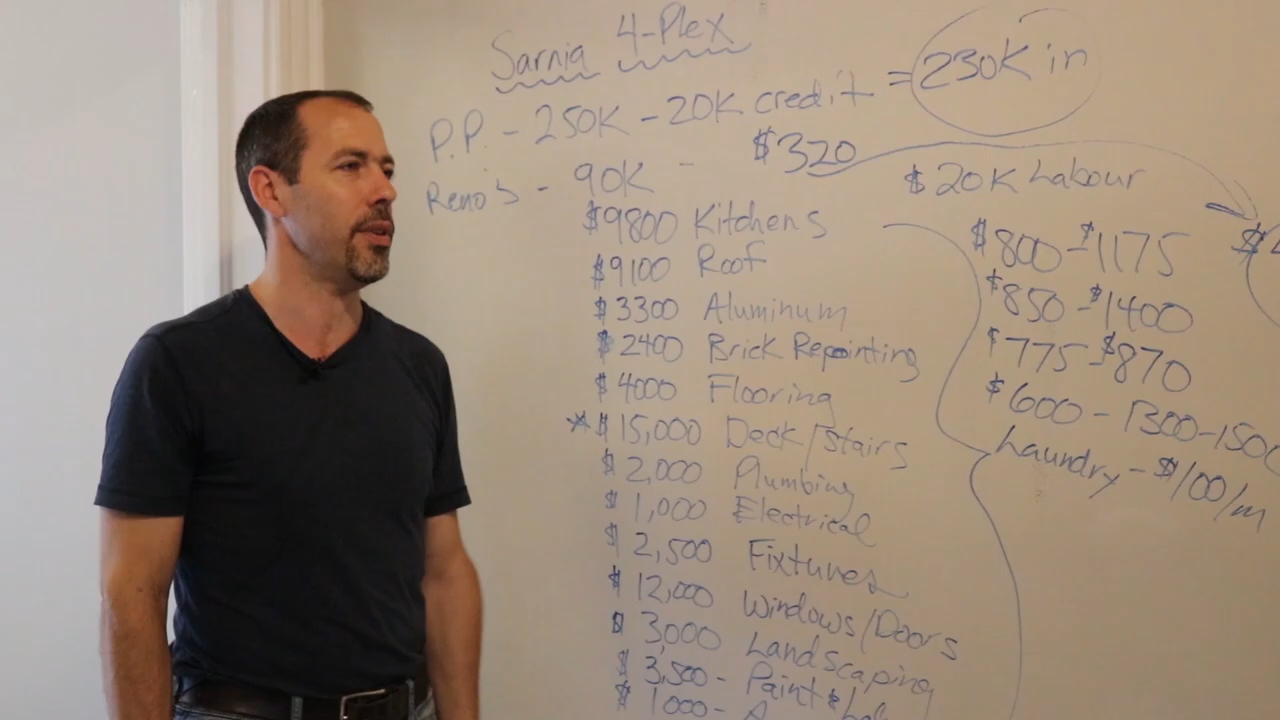 Sarnia 4-Plex
P.P. - 250K - 20K credit = 230K in
Reno's - 90K - $320
$20K Labour
$9800 Kitchens
$9100 Roof
$3300 Aluminum
$2400 Brick Repointing
$4000 Flooring
* $15,000 Deck/Stairs
$2,000 Plumbing
$1,000 Electrical
$2,500 Fixtures
$12,000 Windows/Doors
$3,000 Landscaping
$3,500 - Paint &
$1000 -
$800 - $1175
$850 - $1400
$775 - $870
$600 - 1300-150
Laundry - $100/m
$